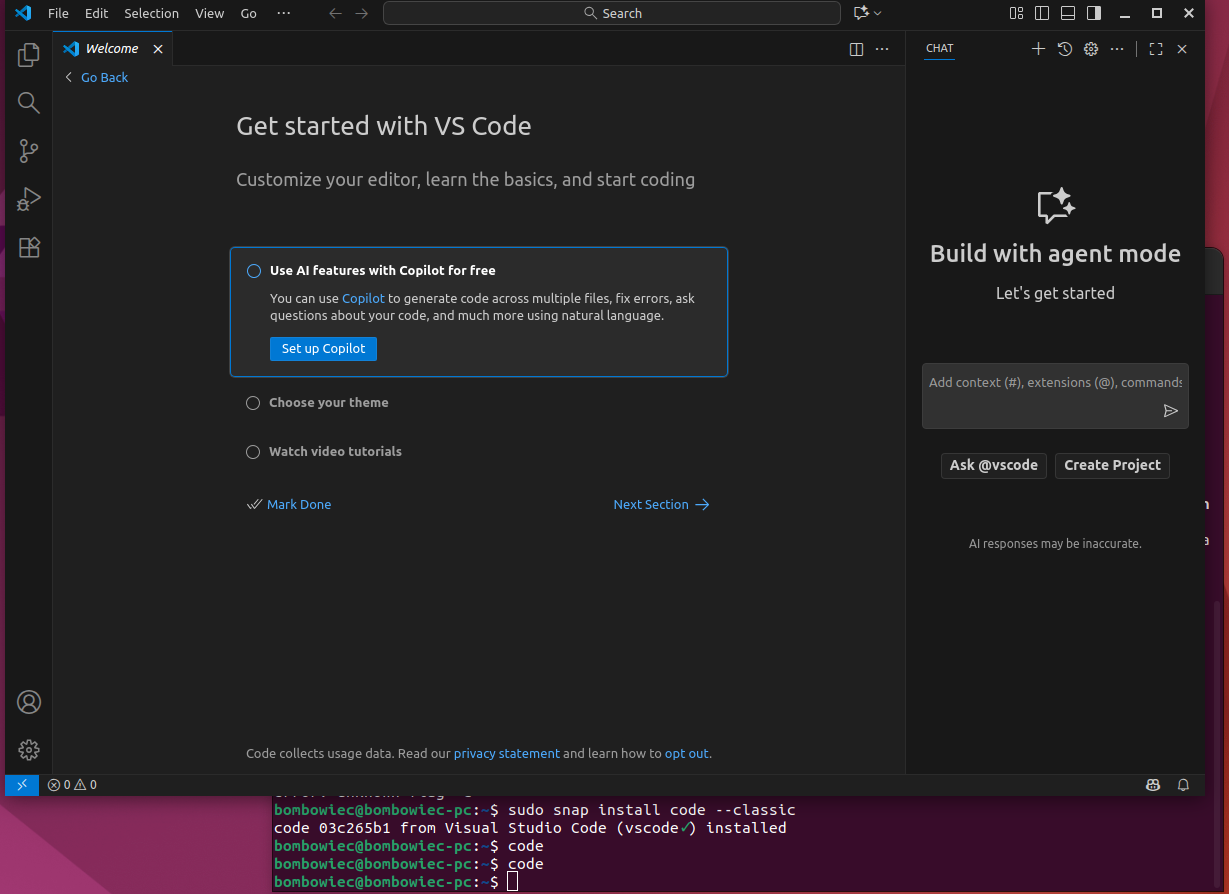 File Edit Selection View Go ··· Search
Welcome
Go Back
Get started with VS Code
Customize your editor, learn the basics, and start coding
Use AI features with Copilot for free
You can use Copilot to generate code across multiple files, fix errors, ask
questions about your code, and much more using natural language.
Set up Copilot
Choose your theme
Watch video tutorials
Mark Done
Next Section
Code collects usage data. Read our privacy statement and learn how to opt out.
CHAT
Build with agent mode
Let's get started
Add context (#), extensions (@), commands
Ask @vscode Create Project
AI responses may be inaccurate.
0 0
bombowiec@bombowiec-pc:~$ sudo snap install code --classic
code 03c265b1 from Visual Studio Code (vscode✓) installed
bombowiec@bombowiec-pc:~$ code
bombowiec@bombowiec-pc:~$ code
bombowiec@bombowiec-pc:~$